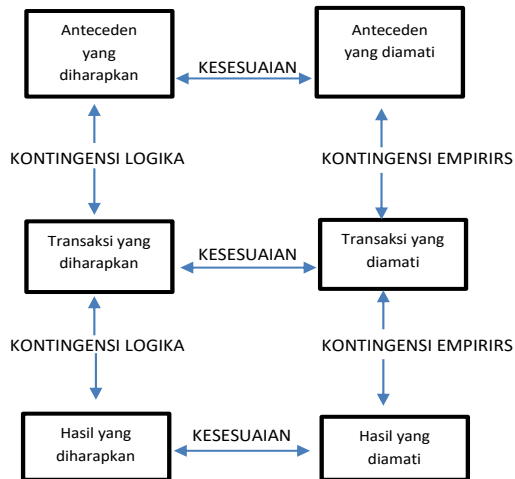 Anteceden
yang
diharapkan
KESESUAIAN
Anteceden
yang diamati
KONTINGENSI LOGIKA
KONTINGENSI EMPIRIRS
Transaksi yang
diharapkan
KESESUAIAN
Transaksi yang
diamati
KONTINGENSI LOGIKA
KONTINGENSI EMPIRIRS
Hasil yang
diharapkan
KESESUAIAN
Hasil yang
diamati